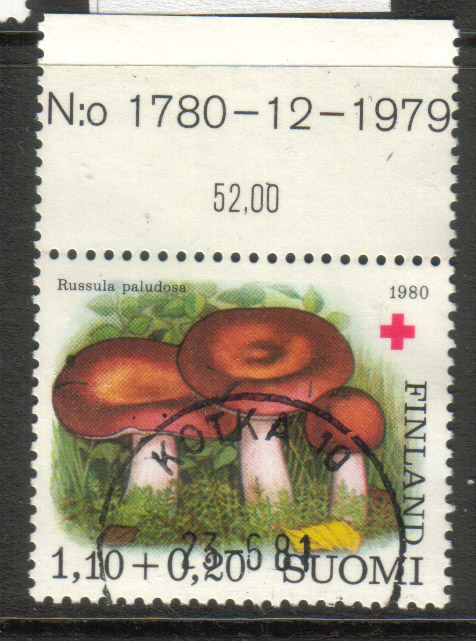 N:o 1780-12-1979
52,00
Russula paludosa
1980
FINLAND
KOTKA 10
23-6 81
1,10+0,20 SUOMI